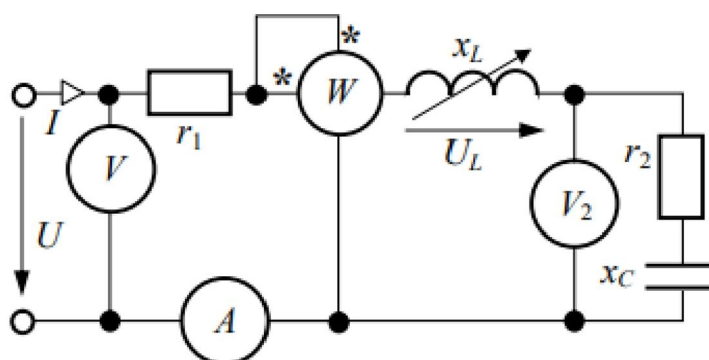 * x_L
* W
I r_1
V U_L r_2
V_2
U x_C
A